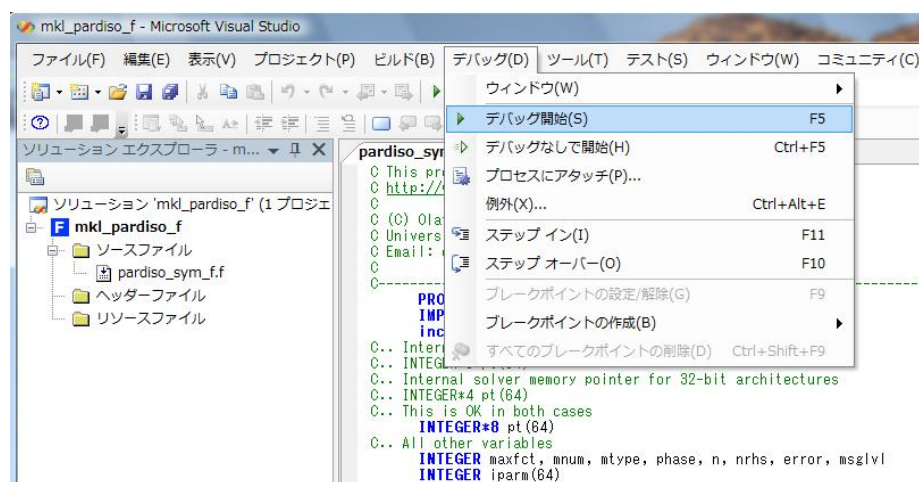 mkl_pardiso_f - Microsoft Visual Studio
ファイル(F) 編集(E) 表示(V) プロジェクト(P) ビルド(B) デバッグ(D) ツール(T) テスト(S) ウィンドウ(W) コミュニティ(C)
ウィンドウ(W)
デバッグ開始(S) F5
デバッグなしで開始(H) Ctrl+F5
プロセスにアタッチ(P)...
例外(X)... Ctrl+Alt+E
ステップ イン(I) F11
ステップ オーバー(O) F10
ブレークポイントの設定/解除(G) F9
ブレークポイントの作成(B)
すべてのブレークポイントの削除(D) Ctrl+Shift+F9
ソリューション エクスプローラ - m...
ソリューション 'mkl_pardiso_f' (1 プロジェ
mkl_pardiso_f
ソースファイル
pardiso_sym_f.f
ヘッダーファイル
リソースファイル
pardiso_syr
C This pr
C http:/
C
C (C) Ola
C Univers
C Email:
C
C----------
PRO
IMP
inc
C.. Inter
C.. INTEG
C.. Internal solver memory pointer for 32-bit architectures
C.. INTEGER*4 pt(64)
C.. This is OK in both cases
INTEGER*8 pt(64)
C.. All other variables
INTEGER maxfct, mnum, mtype, phase, n, nrhs, error, msglvl
INTEGER iparm(64)